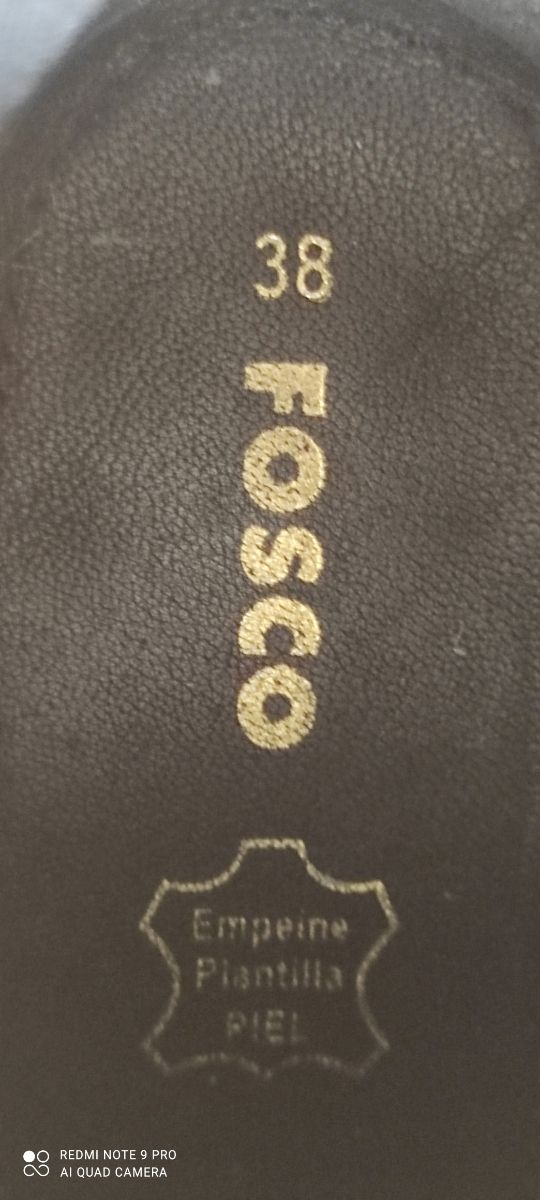 38
FOSCO
Empeine
Plantilla
PIEL
REDMI NOTE 9 PRO
AI QUAD CAMERA